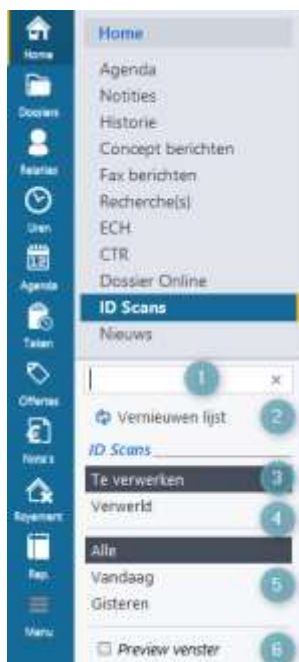 Home
Dossiers
Relaties
Uren
Agenda
Taken
Offertes
Nota's
Royement
Rep.
Menu
Home
Agenda
Notities
Historie
Concept berichten
Fax berichten
Recherche(s)
ECH
CTR
Dossier Online
ID Scans
Nieuws
1 ×
Vernieuwen lijst 2
ID Scans
Te verwerken 3
Verwerkt 4
Alle
Vandaag 5
Gisteren
Preview venster 6